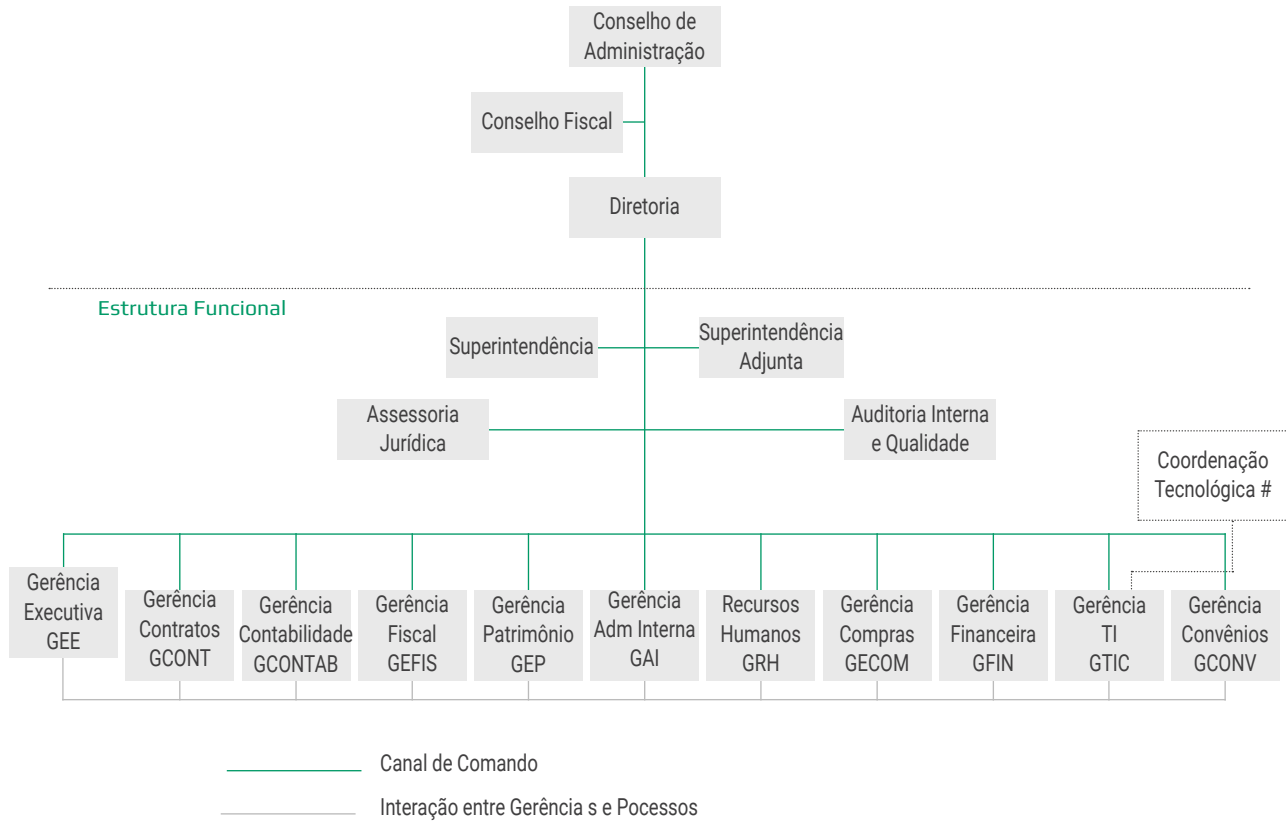 Conselho de
Administração
Conselho Fiscal
Diretoria
Estrutura Funcional
Superintendência
Superintendência
Adjunta
Assessoria
Jurídica
Auditoria Interna
e Qualidade
Coordenação
Tecnológica #
Gerência
Executiva
GEE
Gerência
Contratos
GCONT
Gerência
Contabilidade
GCONTAB
Gerência
Fiscal
GEFIS
Gerência
Patrimônio
GEP
Gerência
Adm Interna
GAI
Recursos
Humanos
GRH
Gerência
Compras
GECOM
Gerência
Financeira
GFIN
Gerência
TI
GTIC
Gerência
Convênios
GCONV
Canal de Comando
Interação entre Gerência s e Pocessos